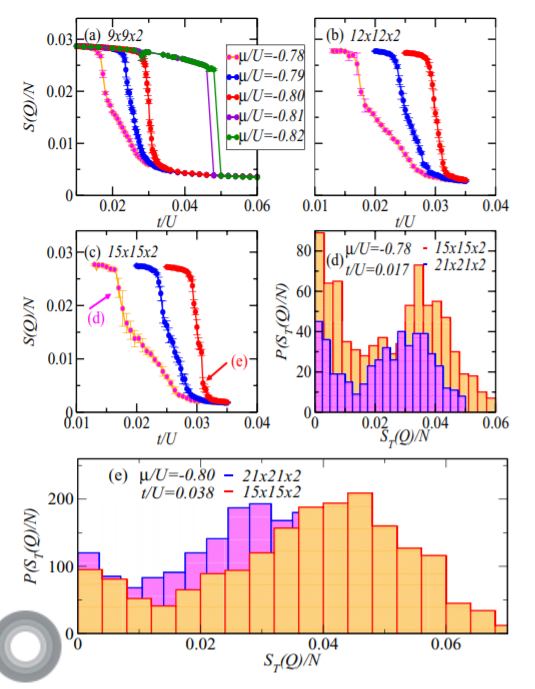 (a) 9x9x2
0.03
0.02
0.01
0
S(Q)/N
0.02 0.04 0.06
t/U
μ/U=-0.78
μ/U=-0.79
μ/U=-0.80
μ/U=-0.81
μ/U=-0.82
(b) 12x12x2
0.01 0.02 0.03 0.04
t/U
(c) 15x15x2
0.03
0.02
0.01
0
S(Q)/N
(d)
(e)
0.01 0.02 0.03 0.04
t/U
(d) μ/U=-0.78
t/U=0.017
15x15x2
21x21x2
80
60
40
20
0
P(S_T(Q)/N)
0 0.02 0.04 0.06
S_T(Q)/N
(e) μ/U=-0.80 21x21x2
t/U=0.038 15x15x2
200
100
0
P(S_T(Q)/N)
0 0.02 0.04 0.06
S_T(Q)/N